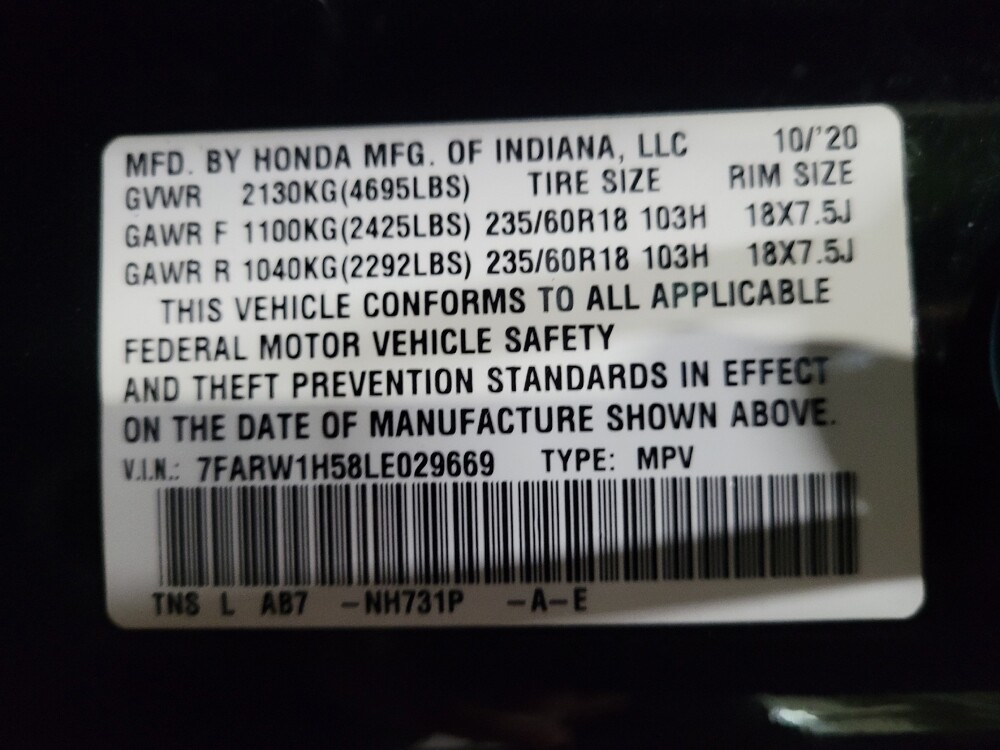 MFD. BY HONDA MFG. OF INDIANA, LLC 10/'20
GVWR 2130KG(4695LBS) TIRE SIZE RIM SIZE
GAWR F 1100KG(2425LBS) 235/60R18 103H 18X7.5J
GAWR R 1040KG(2292LBS) 235/60R18 103H 18X7.5J
THIS VEHICLE CONFORMS TO ALL APPLICABLE
FEDERAL MOTOR VEHICLE SAFETY
AND THEFT PREVENTION STANDARDS IN EFFECT
ON THE DATE OF MANUFACTURE SHOWN ABOVE.
V.I.N.: 7FARW1H58LE029669 TYPE: MPV
TNS L AB7 -NH731P -A-E